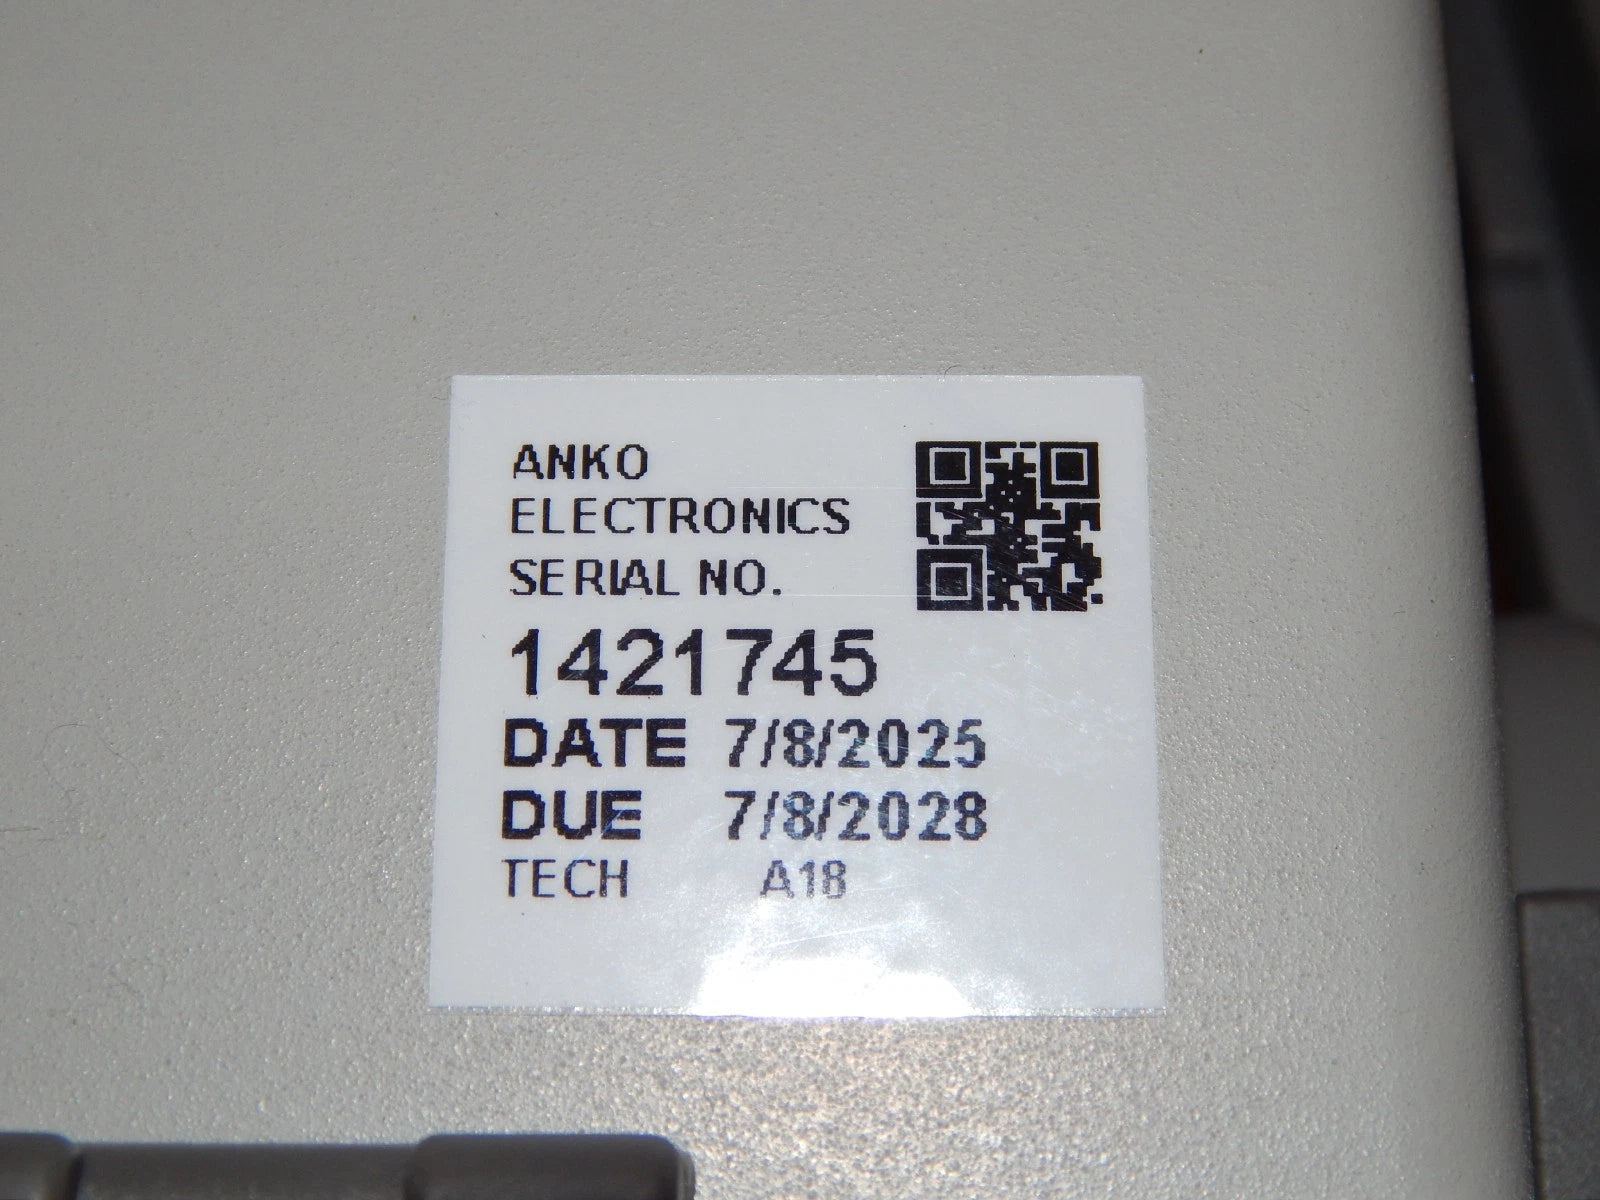 ANKO
ELECTRONICS
SERIAL NO.
1421745
DATE 7/8/2025
DUE 7/8/2028
TECH A18